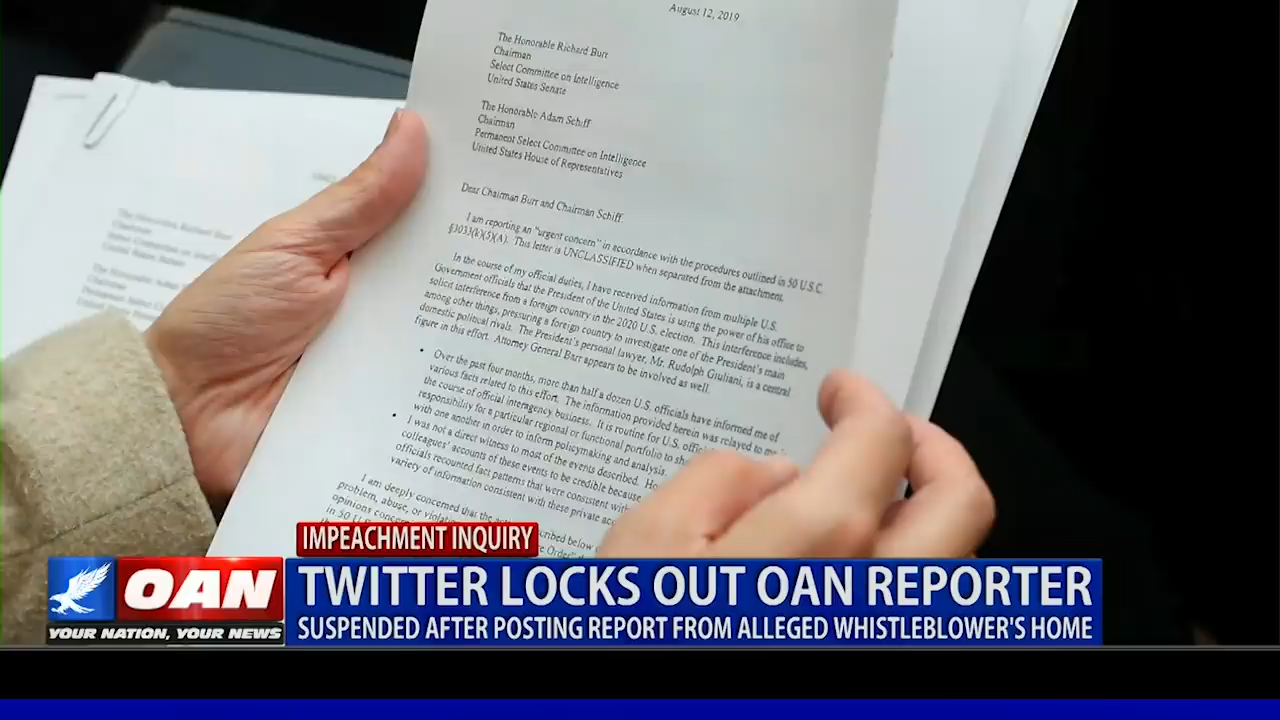 August 12, 2019
The Honorable Richard Burr
Chairman
Select Committee on Intelligence
United States Senate
The Honorable Adam Schiff
Chairman
Permanent Select Committee on Intelligence
United States House of Representatives
Dear Chairman Burr and Chairman Schiff:
I am reporting an "urgent concern" in accordance with the procedures outlined in 50 U.S.C.
§3033(k)(5)(A). This letter is UNCLASSIFIED when separated from the attachment.
In the course of my official duties, I have received information from multiple U.S.
Government officials that the President of the United States is using the power of his office to
solicit interference from a foreign country in the 2020 U.S. election. This interference includes,
among other things, pressuring a foreign country to investigate one of the President's main
domestic political rivals. The President's personal lawyer, Mr. Rudolph Giuliani, is a central
figure in this effort. Attorney General Barr appears to be involved as well.
• Over the past four months, more than half a dozen U.S. officials have informed me of
various facts related to this effort. The information provided herein was relayed to me
the course of official interagency business. It is routine for U.S.
responsibility for a particular regional or functional portfolio to
with one another in order to inform policymaking and analysis.
• I was not a direct witness to most of the events described.
colleagues' accounts of these events to be credible because
officials recounted fact patterns that were consistent
variety of information consistent with these private
I am deeply concerned that the
problem, abuse, or
below
opinions
in 50
Order"
The Honorable Richard Burr
Chairman
IMPEACHMENT INQUIRY
OAN
YOUR NATION, YOUR NEWS
TWITTER LOCKS OUT OAN REPORTER
SUSPENDED AFTER POSTING REPORT FROM ALLEGED WHISTLEBLOWER'S HOME